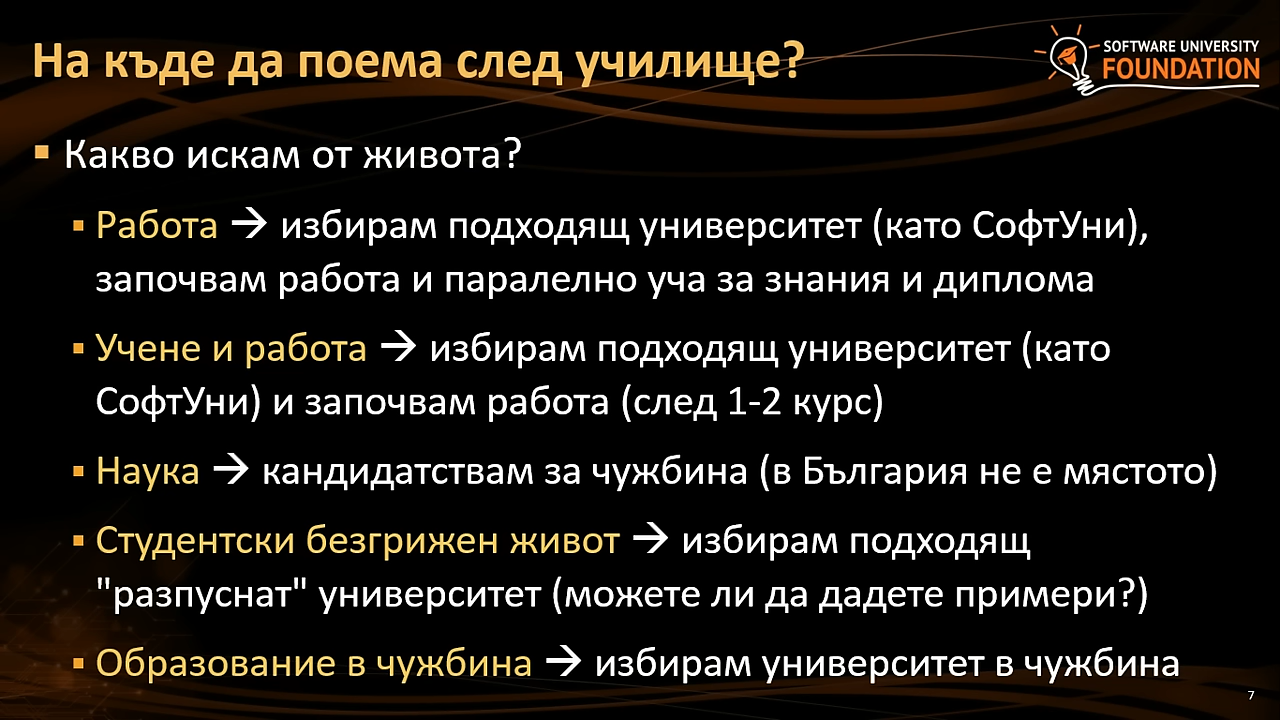 На къде да поема след училище?
SOFTWARE UNIVERSITY
FOUNDATION
▪ Какво искам от живота?
▪ Работа → избирам подходящ университет (като СофтУни),
започвам работа и паралелно уча за знания и диплома
▪ Учене и работа → избирам подходящ университет (като
СофтУни) и започвам работа (след 1-2 курс)
▪ Наука → кандидатствам за чужбина (в България не е мястото)
▪ Студентски безгрижен живот → избирам подходящ
"разпуснат" университет (можете ли да дадете примери?)
▪ Образование в чужбина → избирам университет в чужбина
7